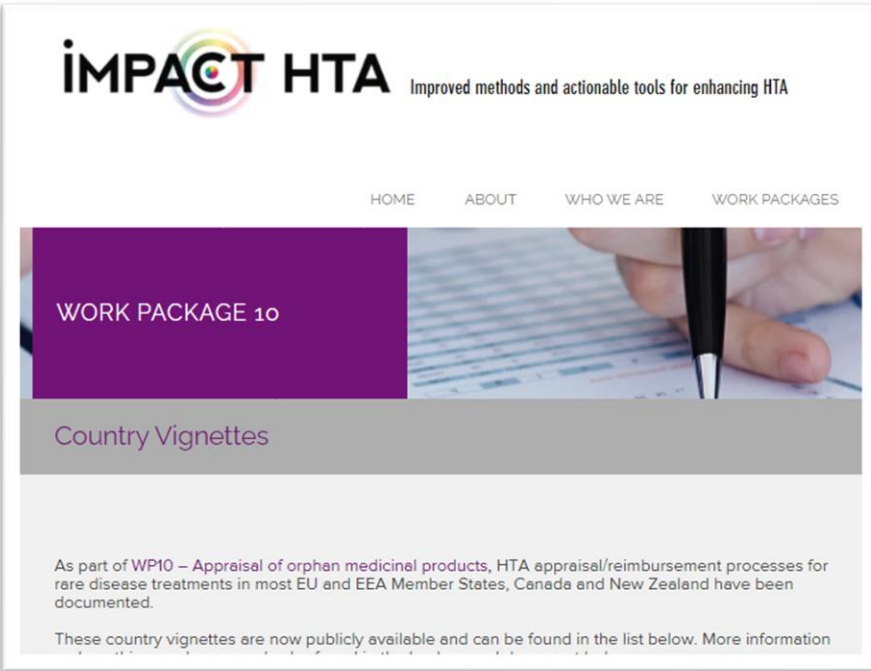 iMPACT HTA
Improved methods and actionable tools for enhancing HTA
HOME ABOUT WHO WE ARE WORK PACKAGES
WORK PACKAGE 10
Country Vignettes
As part of WP10 – Appraisal of orphan medicinal products, HTA appraisal/reimbursement processes for
rare disease treatments in most EU and EEA Member States, Canada and New Zealand have been
documented.
These country vignettes are now publicly available and can be found in the list below. More information